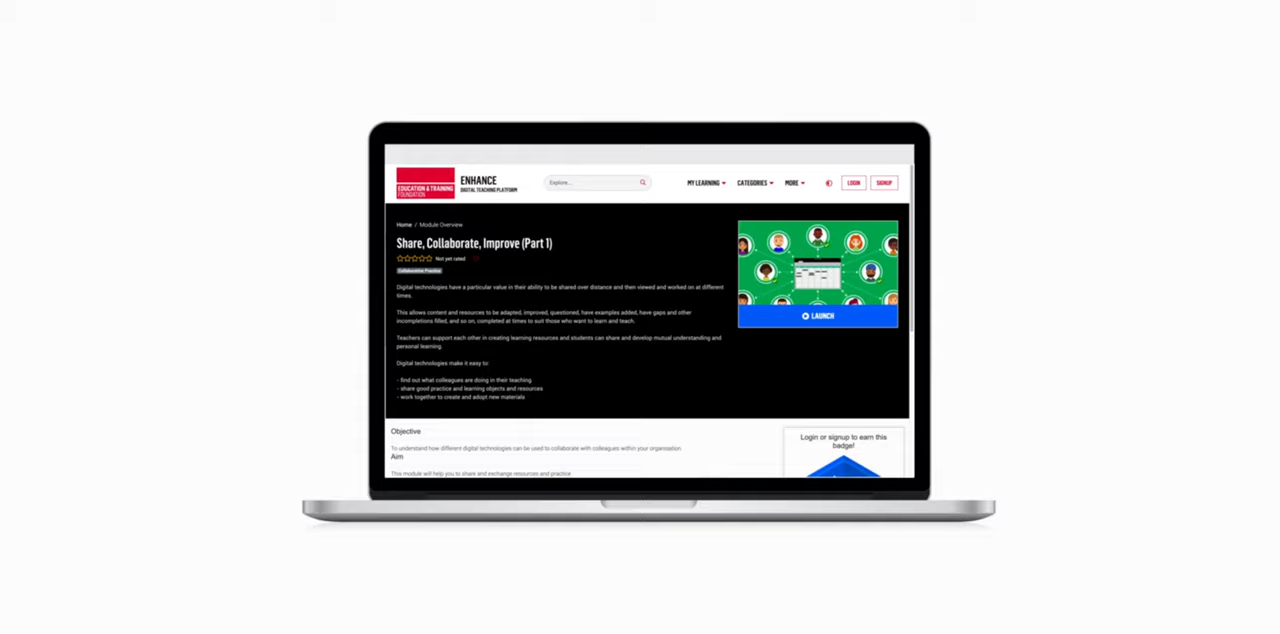 EDUCATION & TRAINING
FOUNDATION
ENHANCE
DIGITAL TEACHING PLATFORM
Explore...
MY LEARNING
CATEGORIES
MORE
LOGIN
SIGNUP
Home / Module Overview
Share, Collaborate, Improve (Part 1)
Not yet rated
Collaborative Practice
Digital technologies have a particular value in their ability to be shared over distance and then viewed and worked on at different
times.
This allows content and resources to be adapted, improved, questioned, have examples added, have gaps and other
incompletions filled, and so on, completed at times to suit those who want to learn and teach.
Teachers can support each other in creating learning resources and students can share and develop mutual understanding and
personal learning.
Digital technologies make it easy to:
- find out what colleagues are doing in their teaching
- share good practice and learning objects and resources
- work together to create and adopt new materials
LAUNCH
Objective
To understand how different digital technologies can be used to collaborate with colleagues within your organisation
Aim
This module will help you to share and exchange resources and practice
Login or signup to earn this
badge!